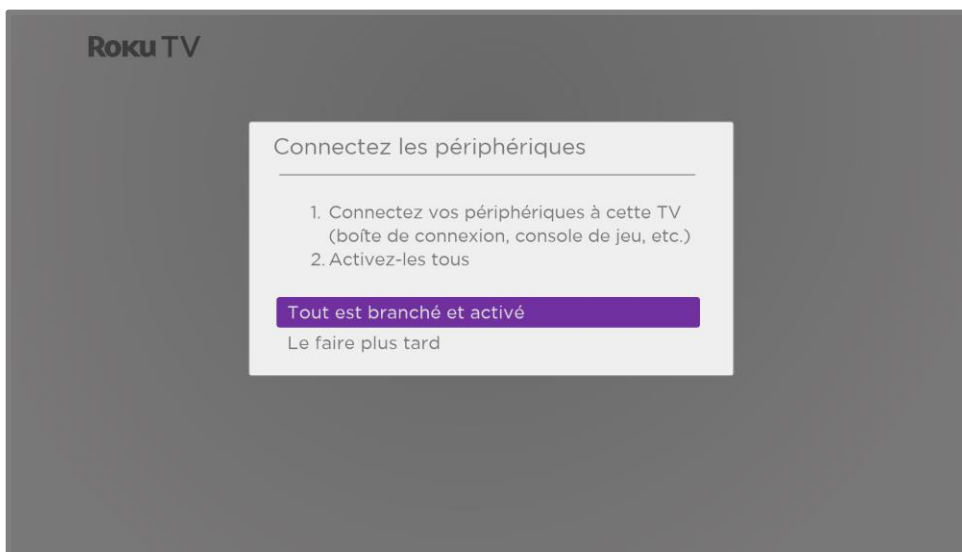 Roku TV
Connectez les périphériques
1. Connectez vos périphériques à cette TV
(boîte de connexion, console de jeu, etc.)
2. Activez-les tous
Tout est branché et activé
Le faire plus tard